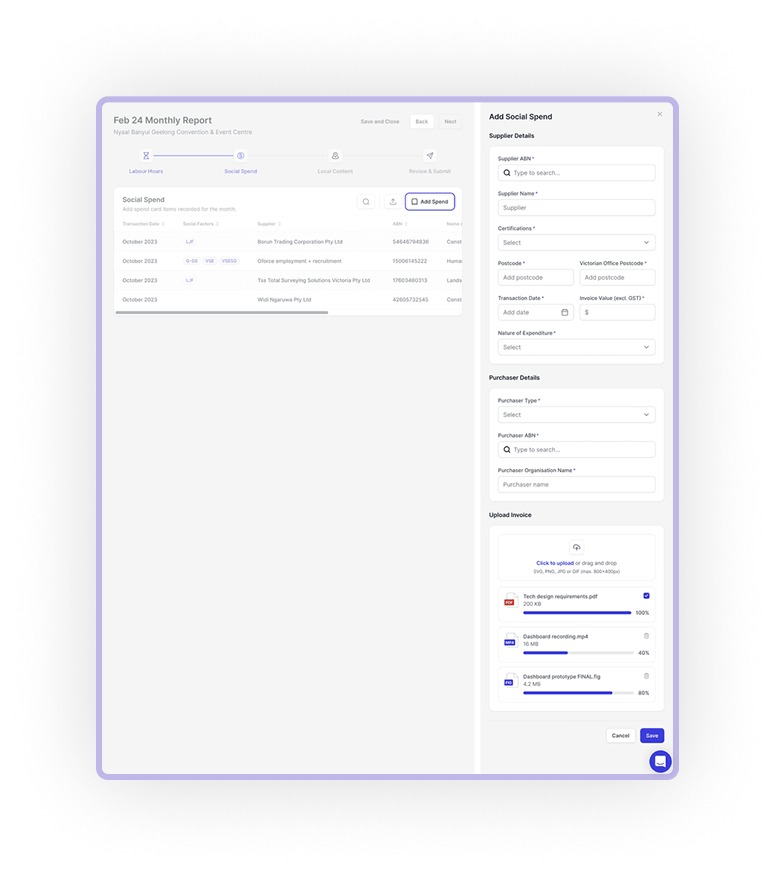 Feb 24 Monthly Report
Nyaal Banyul Geelong Convention & Event Centre
Save and Close
Back
Next
Labour Hours
Social Spend
Local Content
Review & Submit
Social Spend
Add spend card items recorded for the month.
Add Spend
Transaction Date
Social Factors
Supplier
ABN
Name
October 2023
LJF
Borun Trading Corporation Pty Ltd
54646794836
Const
October 2023
G-GS
VSE
VSESG
Gforce employment + recruitment
15006145222
Human
October 2023
LJF
Tss Total Surveying Solutions Victoria Pty Ltd
17603460313
Lands
October 2023
Widi Ngaruwa Pty Ltd
42605732545
Const
Add Social Spend
Supplier Details
Supplier ABN*
Type to search...
Supplier Name*
Supplier
Certifications*
Select
Postcode*
Victorian Office Postcode*
Add postcode
Add postcode
Transaction Date*
Invoice Value (excl. GST)*
Add date
$
Nature of Expenditure*
Select
Purchaser Details
Purchaser Type*
Select
Purchaser ABN*
Type to search...
Purchaser Organisation Name*
Purchaser name
Upload Invoice
Click to upload or drag and drop
SVG, PNG, JPG or GIF (max. 800×400px)
PDF
Tech design requirements.pdf
200 KB
100%
MP4
Dashboard recording.mp4
16 MB
40%
FIG
Dashboard prototype FINAL.fig
4.2 MB
80%
Cancel
Save